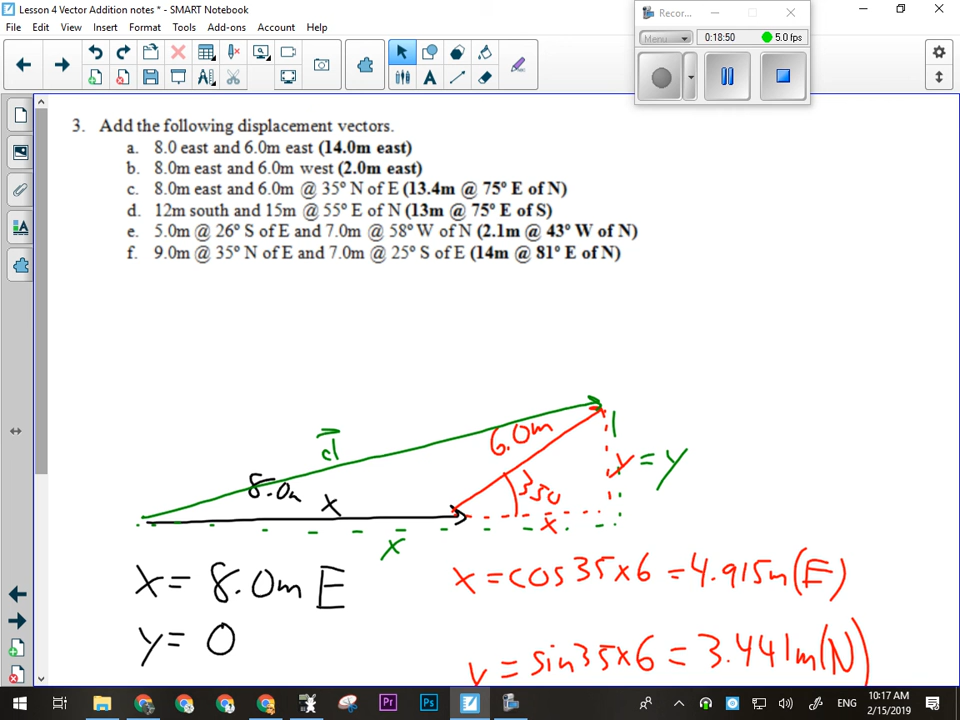 Lesson 4 Vector Addition notes * - SMART Notebook
Recor...
File Edit View Insert Format Tools Add-ons Account Help
Menu
0:18:50
5.0 fps
3. Add the following displacement vectors.
a. 8.0 east and 6.0m east (14.0m east)
b. 8.0m east and 6.0m west (2.0m east)
c. 8.0m east and 6.0m @ 35° N of E (13.4m @ 75° E of N)
d. 12m south and 15m @ 55° E of N (13m @ 75° E of S)
e. 5.0m @ 26° S of E and 7.0m @ 58° W of N (2.1m @ 43° W of N)
f. 9.0m @ 35° N of E and 7.0m @ 25° S of E (14m @ 81° E of N)
d
6.0m
y = y
8.0m
x
35°
x
x
x = 8.0m E
x = cos35x6 = 4.915m(E)
y = 0
y = sin35x6 = 3.441m(N)
Pr
Ps
ENG
10:17 AM
2/15/2019